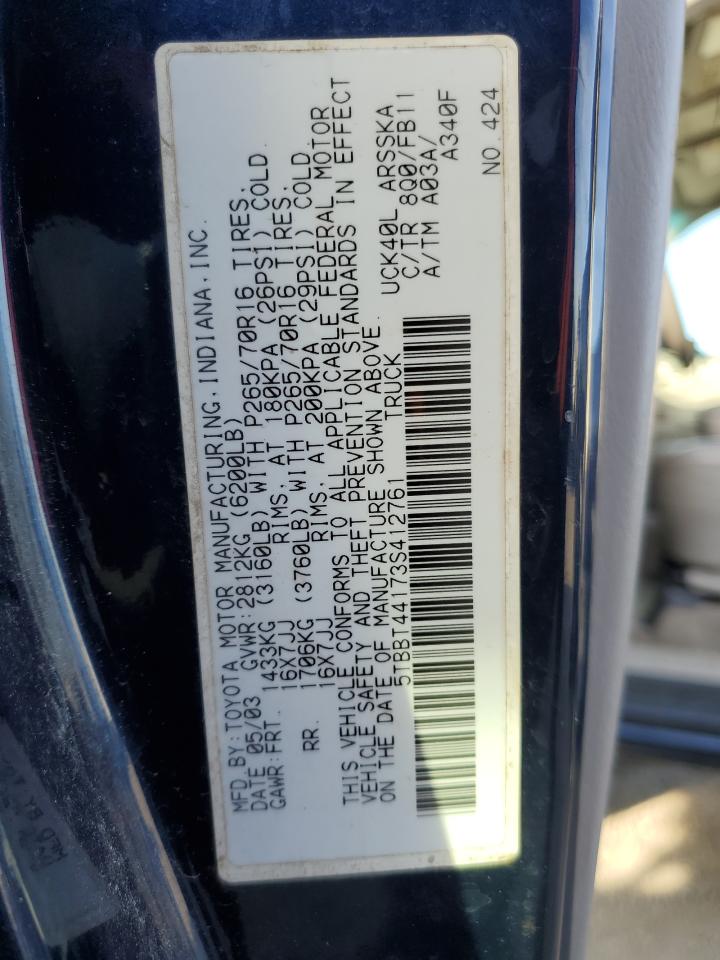 MFD.BY:TOYOTA MOTOR MANUFACTURING,INDIANA,INC.
DATE:05/03 GVWR:2812KG (6200LB)
GAWR:FRT. 1433KG (3160LB) WITH P265/70R16 TIRES,
16X7JJ RIMS, AT 180KPA (26PSI) COLD
RR. 1706KG (3760LB) WITH P265/70R16 TIRES,
16X7JJ RIMS, AT 200KPA (29PSI) COLD
THIS VEHICLE CONFORMS TO ALL APPLICABLE FEDERAL MOTOR
VEHICLE SAFETY AND THEFT PREVENTION STANDARDS IN EFFECT
ON THE DATE OF MANUFACTURE SHOWN ABOVE.
5TBBT44173S412761 TRUCK
UCK40L ARSSKA
C/TR 8Q0/FB11
A/TM A03A/
A340F
NO 424